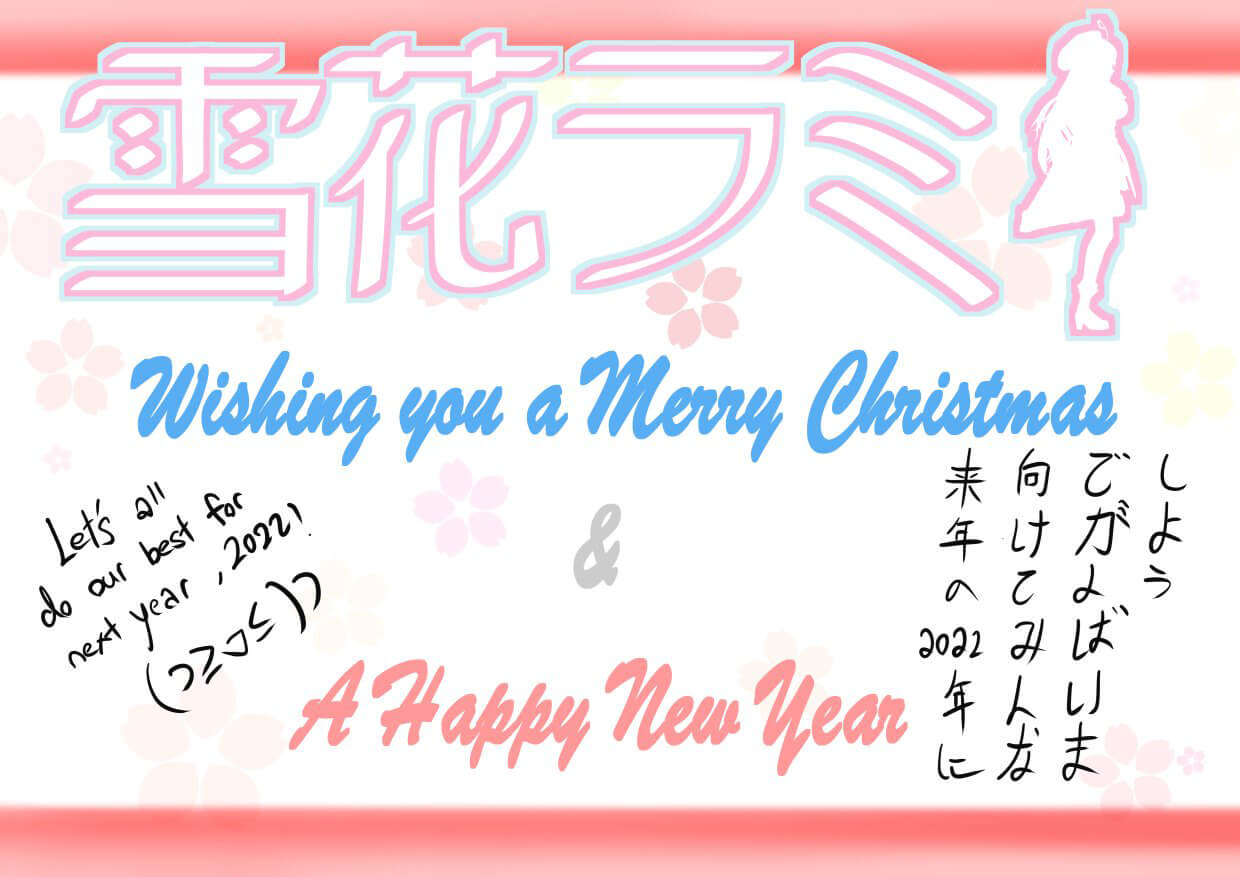 雪花ラミ
Wishing you a Merry Christmas
&
A Happy New Year
Let's all
do our best for
next year, 2022!
(つ≧▽≦)つ
来年の2022年に
向けてみんな
でがんばりま
しよう